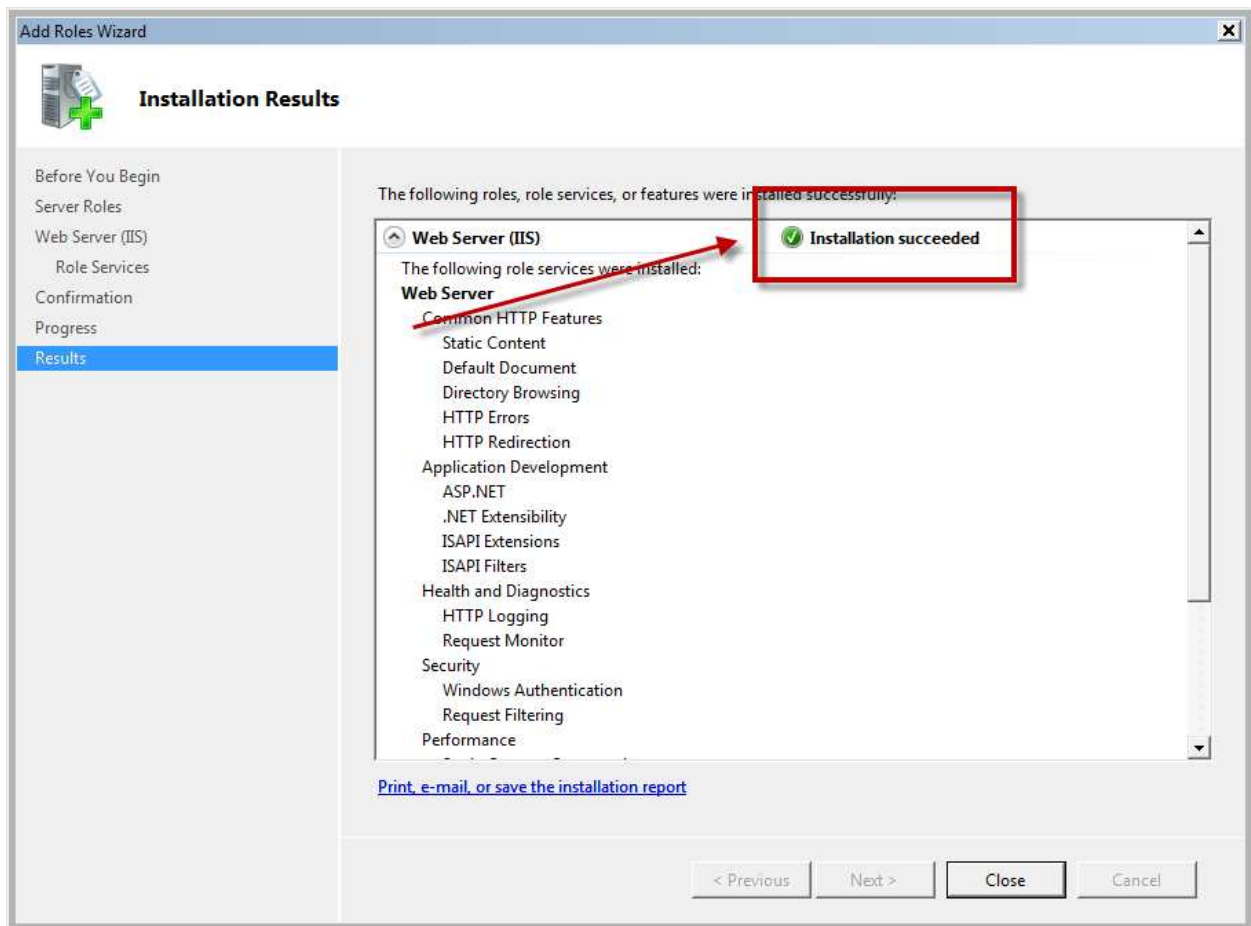 Add Roles Wizard
Installation Results
Before You Begin
Server Roles
Web Server (IIS)
Role Services
Confirmation
Progress
Results
The following roles, role services, or features were installed successfully:
Web Server (IIS) Installation succeeded
The following role services were installed:
Web Server
Common HTTP Features
Static Content
Default Document
Directory Browsing
HTTP Errors
HTTP Redirection
Application Development
ASP.NET
.NET Extensibility
ISAPI Extensions
ISAPI Filters
Health and Diagnostics
HTTP Logging
Request Monitor
Security
Windows Authentication
Request Filtering
Performance
Print, e-mail, or save the installation report
< Previous Next > Close Cancel